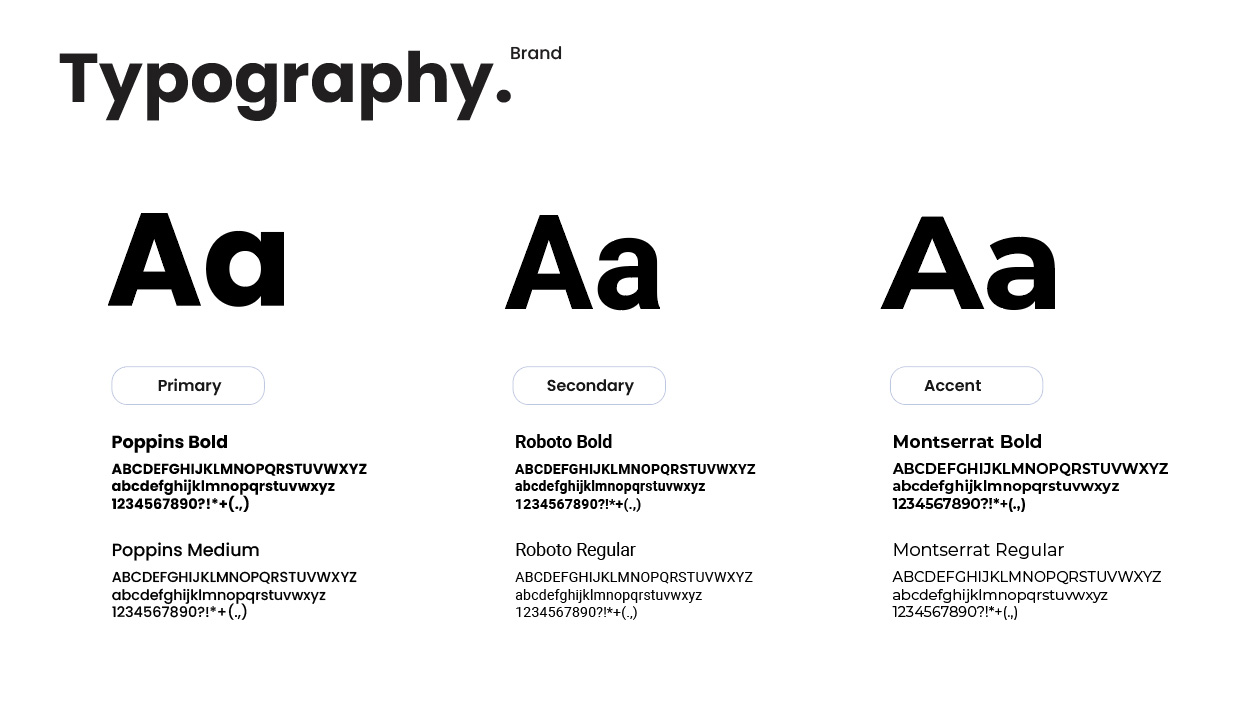 Typography.
Brand
Aa
Aa
Aa
Primary
Secondary
Accent
Poppins Bold
ABCDEFGHIJKLMNOPQRSTUVWXYZ
abcdefghijklmnopqrstuvwxyz
1234567890?!*+(.,)
Poppins Medium
ABCDEFGHIJKLMNOPQRSTUVWXYZ
abcdefghijklmnopqrstuvwxyz
1234567890?!*+(.,)
Roboto Bold
ABCDEFGHIJKLMNOPQRSTUVWXYZ
abcdefghijklmnopqrstuvwxyz
1234567890?!*+(.,)
Roboto Regular
ABCDEFGHIJKLMNOPQRSTUVWXYZ
abcdefghijklmnopqrstuvwxyz
1234567890?!*+(.,)
Montserrat Bold
ABCDEFGHIJKLMNOPQRSTUVWXYZ
abcdefghijklmnopqrstuvwxyz
1234567890?!*+(.,)
Montserrat Regular
ABCDEFGHIJKLMNOPQRSTUVWXYZ
abcdefghijklmnopqrstuvwxyz
1234567890?!*+(.,)